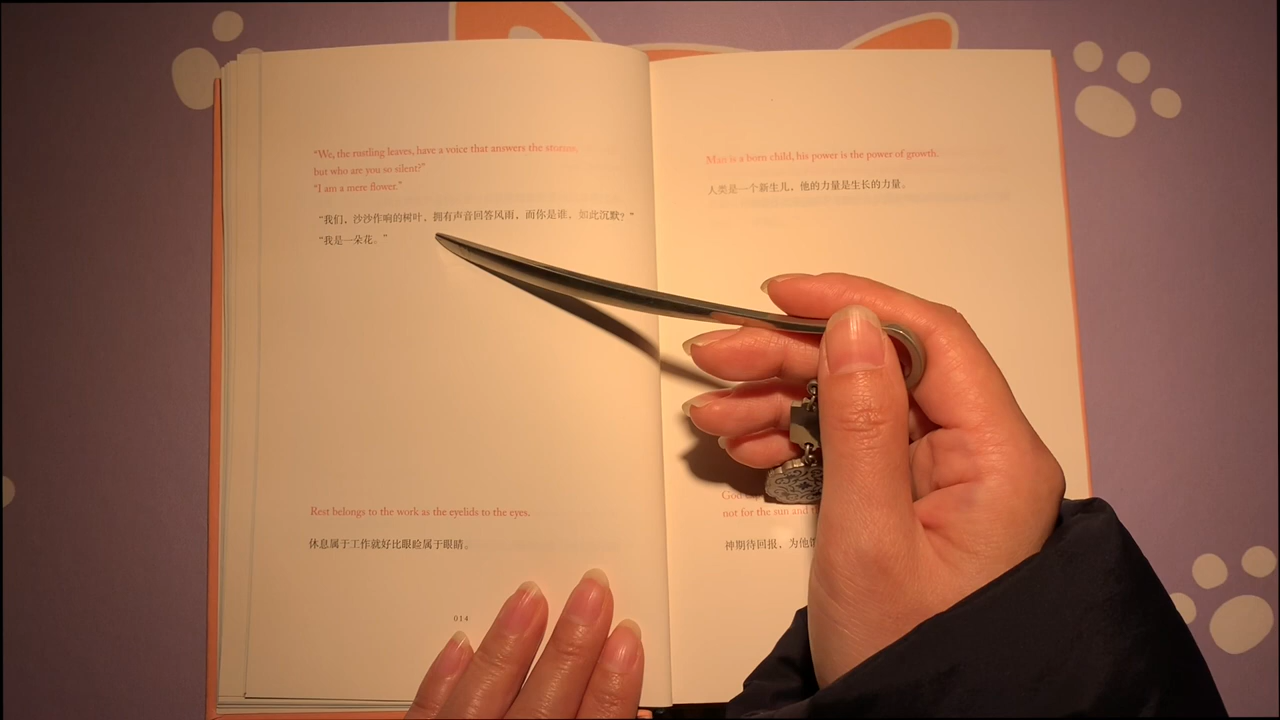 "We, the rustling leaves, have a voice that answers the storms,
but who are you so silent?"
"I am a mere flower."
"我们，沙沙作响的树叶，拥有声音回答风雨，而你是谁，如此沉默？"
"我是一朵花。"
Rest belongs to the work as the eyelids to the eyes.
休息属于工作就好比眼睑属于眼睛。
014
Man is a born child, his power is the power of growth.
人类是一个新生儿，他的力量是生长的力量。
God
not for the sun and
神期待回报，为他